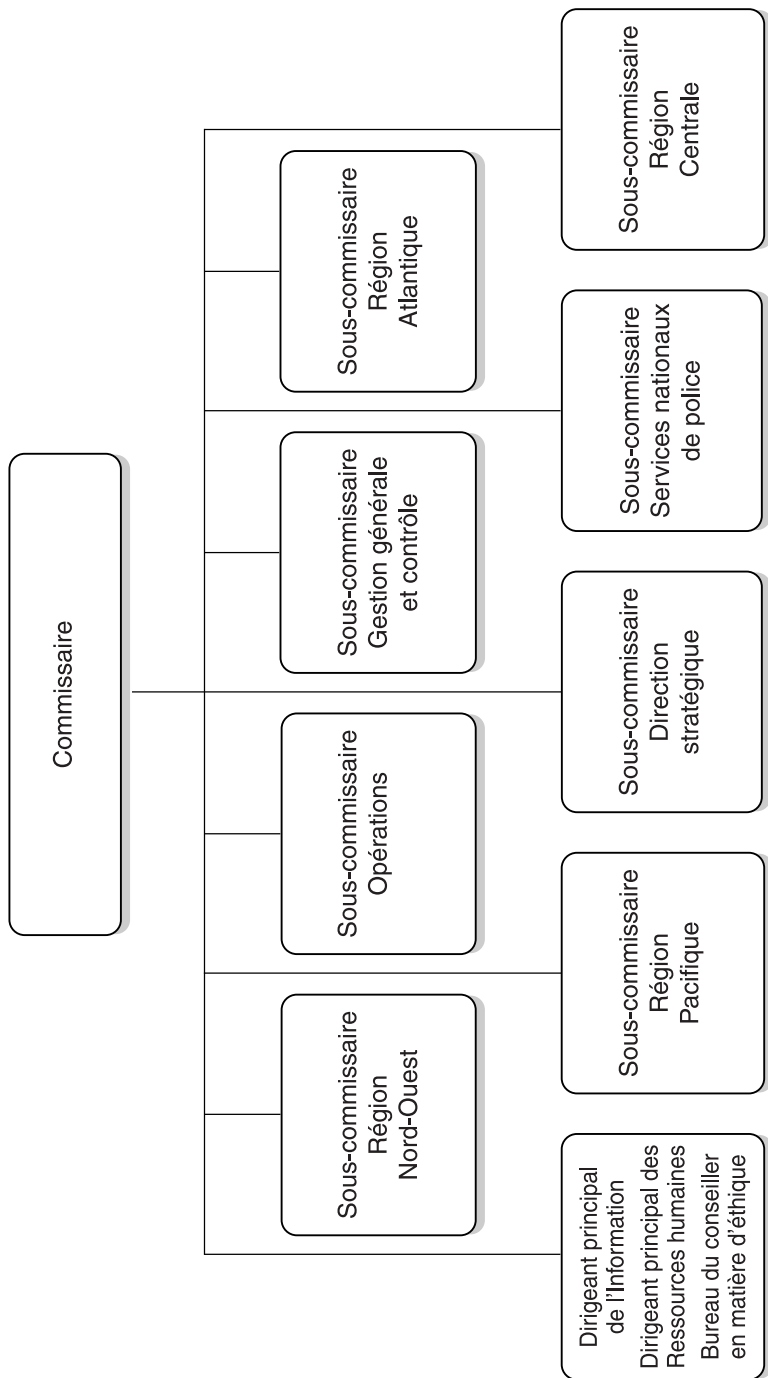 Commissaire
Sous-commissaire
Région
Nord-Ouest
Sous-commissaire
Opérations
Sous-commissaire
Gestion générale
et contrôle
Sous-commissaire
Région
Atlantique
Dirigeant principal
de l'Information
Dirigeant principal des
Ressources humaines
Bureau du conseiller
en matière d'éthique
Sous-commissaire
Région
Pacifique
Sous-commissaire
Direction
stratégique
Sous-commissaire
Services nationaux
de police
Sous-commissaire
Région
Centrale